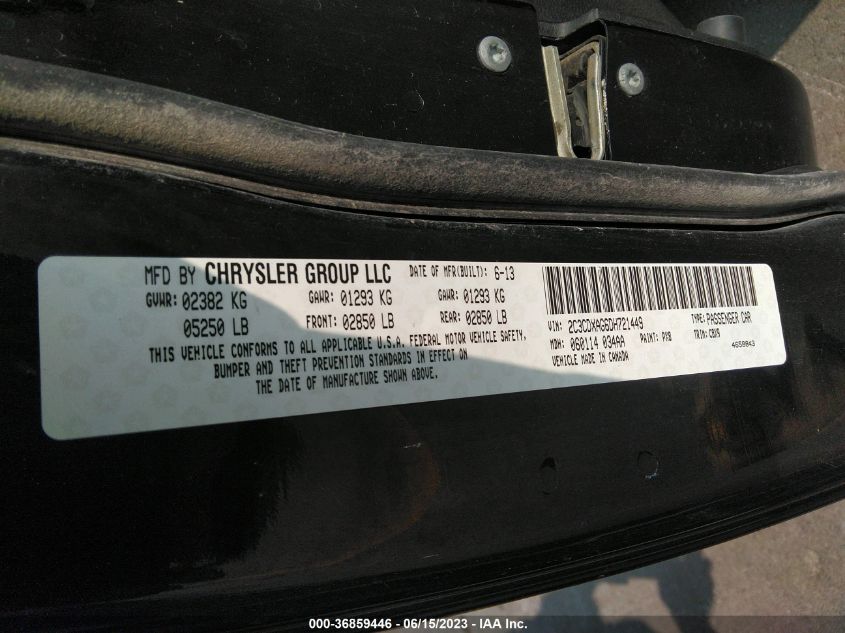 MFD BY CHRYSLER GROUP LLC DATE OF MFR(BUILT): 6-13
GVWR: 02382 KG GAWR: 01293 KG GAWR: 01293 KG
05250 LB FRONT: 02850 LB REAR: 02850 LB
THIS VEHICLE CONFORMS TO ALL APPLICABLE U.S.A. FEDERAL MOTOR VEHICLE SAFETY,
BUMPER AND THEFT PREVENTION STANDARDS IN EFFECT ON
THE DATE OF MANUFACTURE SHOWN ABOVE.
VIN: 2C3CDXAG6DH721449 TYPE: PASSENGER CAR
MDH: 060114 034AA PAINT: PX8 TRIM: CBX9
VEHICLE MADE IN CANADA 4659843
000-36859446 - 06/15/2023 - IAA Inc.